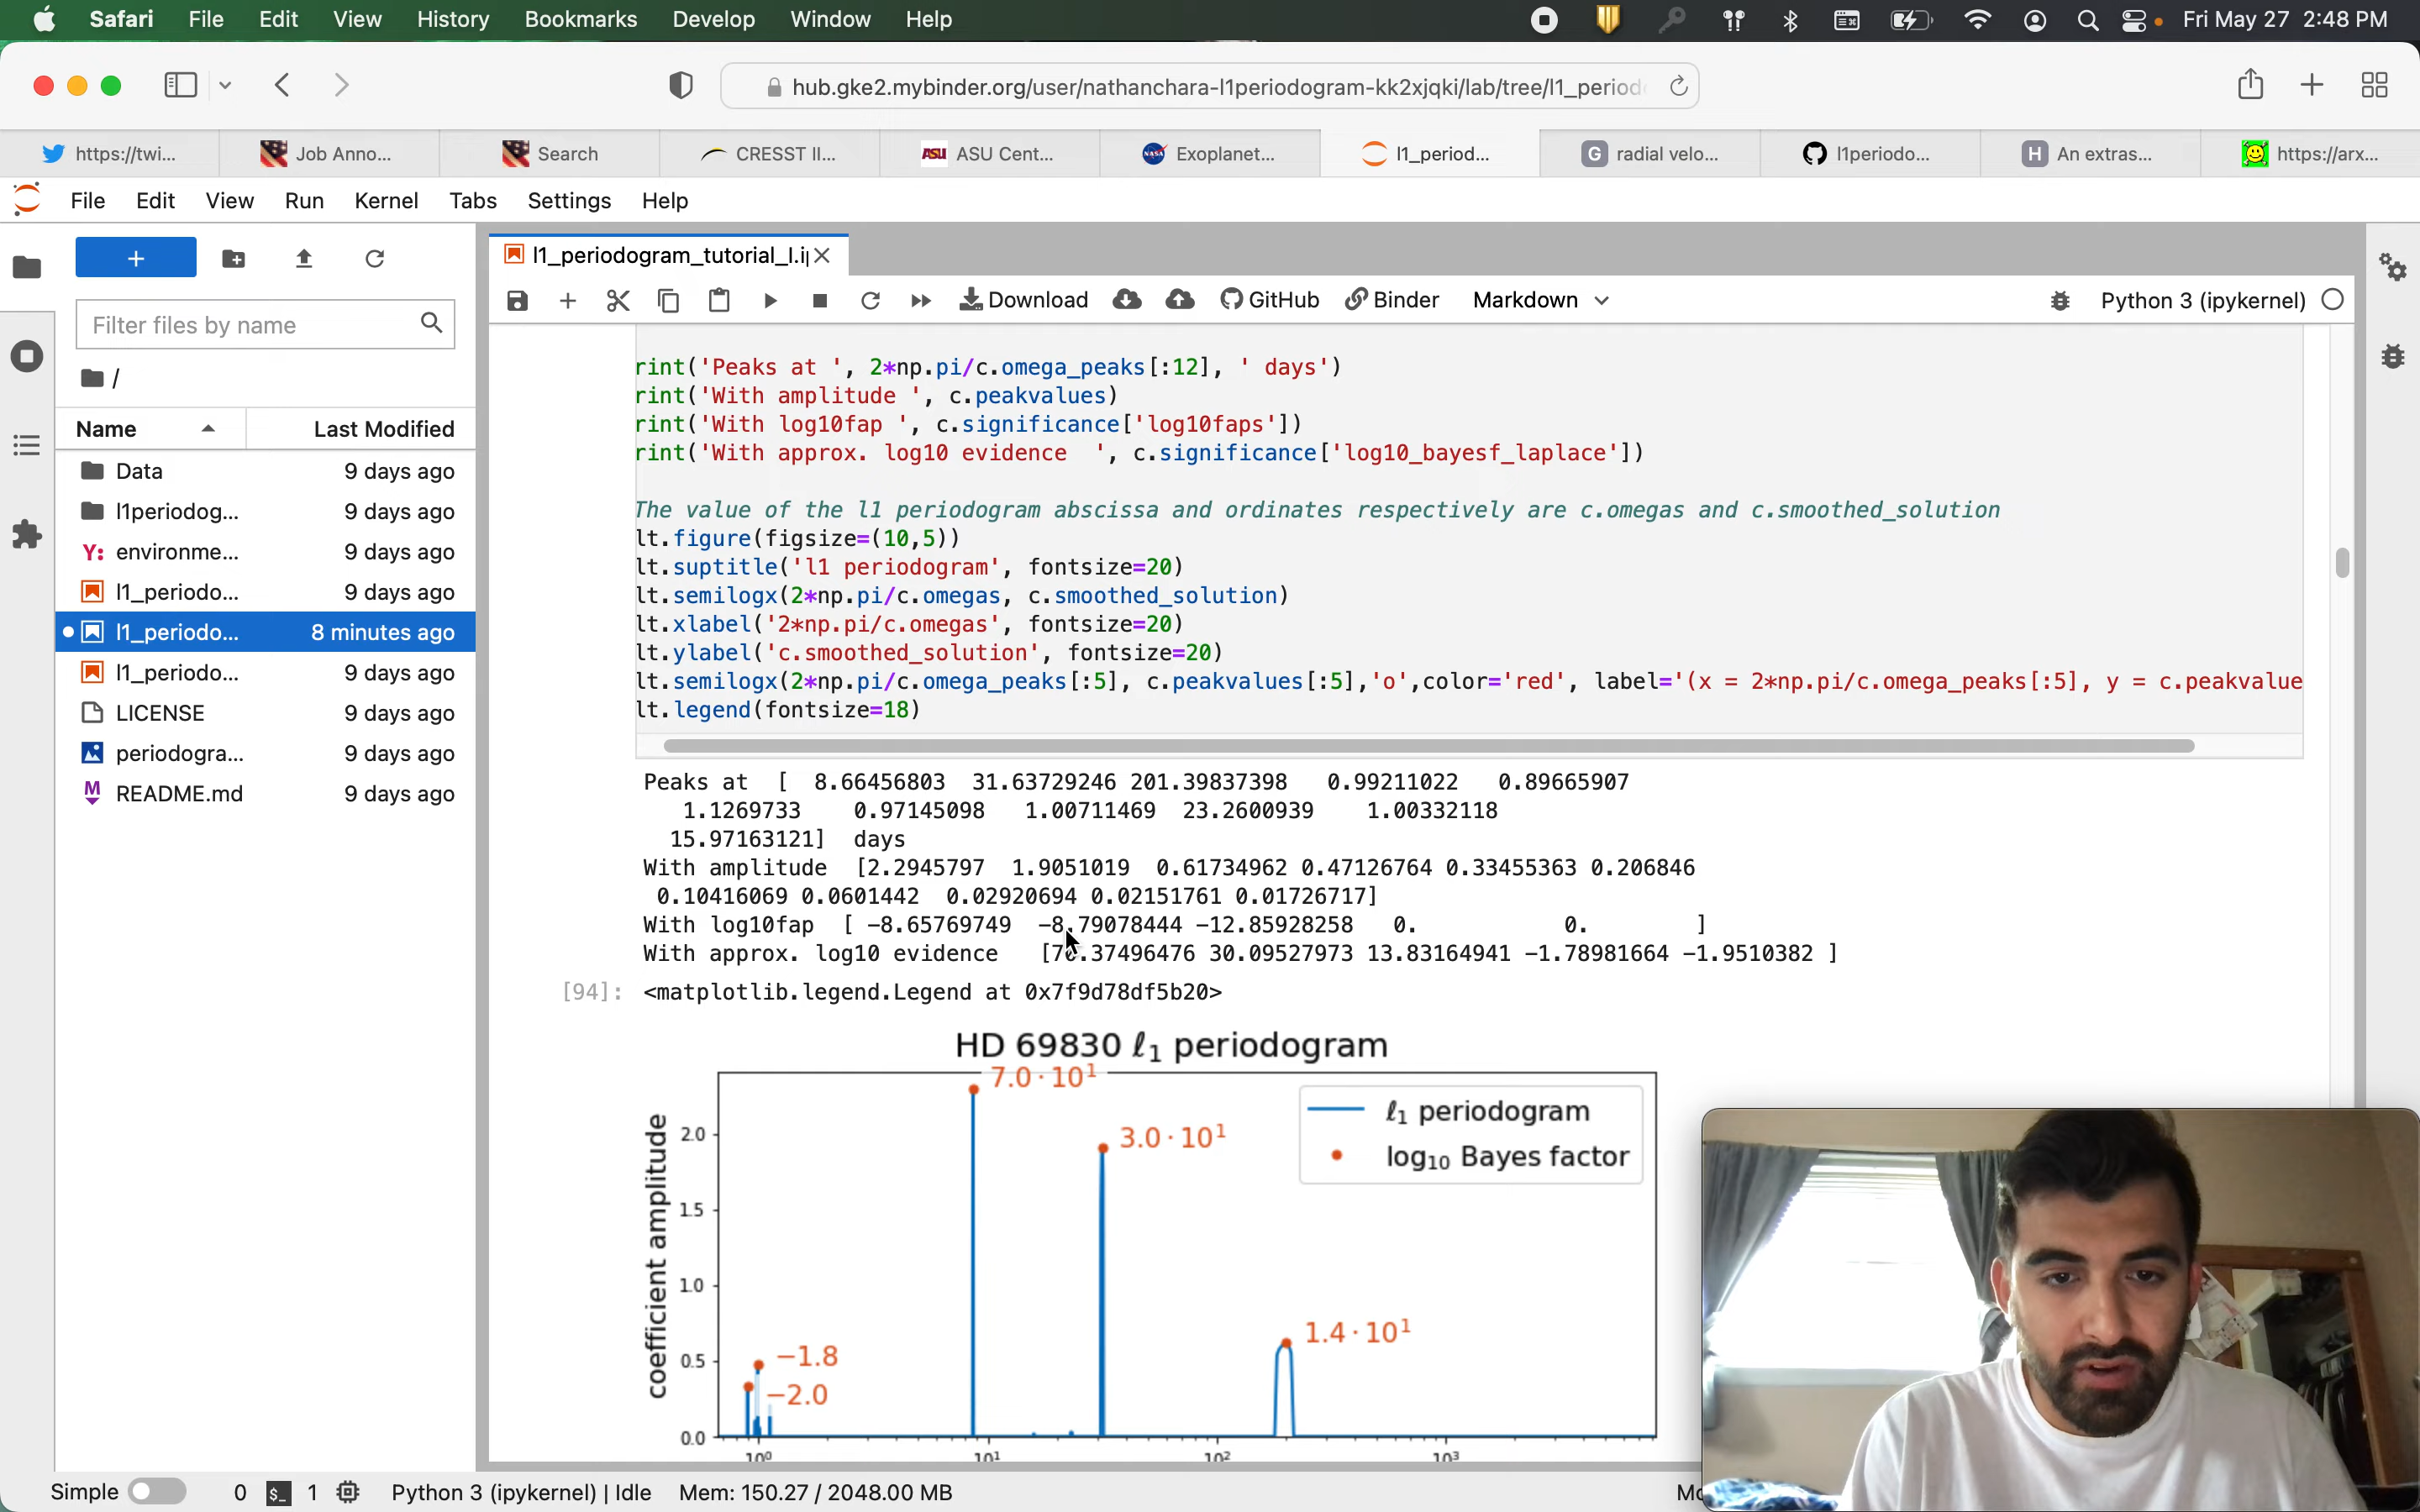 Safari File Edit View History Bookmarks Develop Window Help Fri May 27 2:48 PM
hub.gke2.mybinder.org/user/nathanchara-l1periodogram-kk2xjqki/lab/tree/l1_period
https://twi... Job Anno... Search CRESST II... ASU Cent... Exoplanet... l1_period... radial velo... l1periodo... An extras... https://arx...
File Edit View Run Kernel Tabs Settings Help
l1_periodogram_tutorial_I.i
Download GitHub Binder Markdown Python 3 (ipykernel)
Filter files by name
/
Name Last Modified
Data 9 days ago
l1periodog... 9 days ago
environme... 9 days ago
l1_periodo... 9 days ago
l1_periodo... 8 minutes ago
l1_periodo... 9 days ago
LICENSE 9 days ago
periodogra... 9 days ago
README.md 9 days ago
rint('Peaks at ', 2*np.pi/c.omega_peaks[:12], ' days')
rint('With amplitude ', c.peakvalues)
rint('With log10fap ', c.significance['log10faps'])
rint('With approx. log10 evidence  ', c.significance['log10_bayesf_laplace'])
The value of the l1 periodogram abscissa and ordinates respectively are c.omegas and c.smoothed_solution
lt.figure(figsize=(10,5))
lt.suptitle('l1 periodogram', fontsize=20)
lt.semilogx(2*np.pi/c.omegas, c.smoothed_solution)
lt.xlabel('2*np.pi/c.omegas', fontsize=20)
lt.ylabel('c.smoothed_solution', fontsize=20)
lt.semilogx(2*np.pi/c.omega_peaks[:5], c.peakvalues[:5],'o',color='red', label='(x = 2*np.pi/c.omega_peaks[:5], y = c.peakvalue
lt.legend(fontsize=18)
Peaks at [ 8.66456803 31.63729246 201.39837398 0.99211022 0.89665907
1.1269733 0.97145098 1.00711469 23.2600939 1.00332118
15.97163121] days
With amplitude [2.2945797 1.9051019 0.61734962 0.47126764 0.33455363 0.206846
0.10416069 0.0601442 0.02920694 0.02151761 0.01726717]
With log10fap [ -8.65769749 -8.79078444 -12.85928258 0. 0. ]
With approx. log10 evidence [70.37496476 30.09527973 13.83164941 -1.78981664 -1.9510382 ]
[94]: <matplotlib.legend.Legend at 0x7f9d78df5b20>
HD 69830 ℓ₁ periodogram
7.0 · 10¹
3.0 · 10¹
1.4 · 10¹
−1.8
−2.0
ℓ₁ periodogram
log₁₀ Bayes factor
coefficient amplitude
2.0
1.5
1.0
0.5
0.0
10⁰ 10¹ 10² 10³
Simple 0 1 Python 3 (ipykernel) | Idle Mem: 150.27 / 2048.00 MB